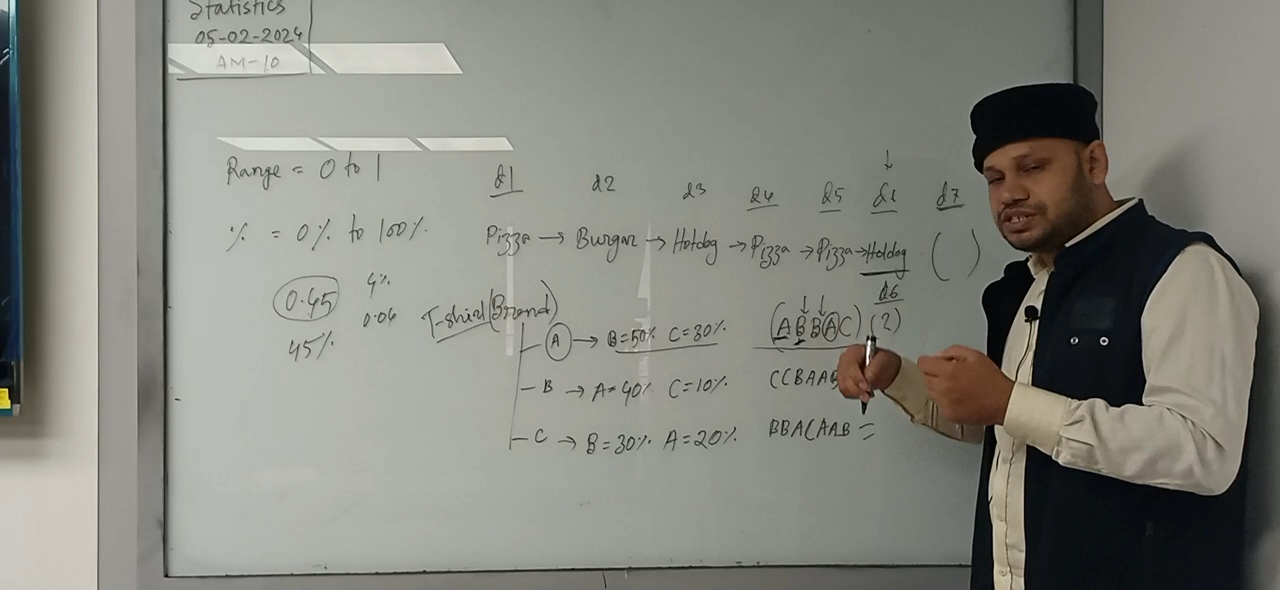 Statistics
05-02-2024
AM-10
Range = 0 to 1
% = 0% to 100%.
0.45 4%
45% 0.04
d1 d2 d3 d4 d5 d6 d7
Pizza → Burger → Hotdog → Pizza → Pizza → Hotdog ( )
T-shirt (Brand)
d6
A → B=50% C=30% (ABBAC) (2)
B → A=40% C=10% CCBAAB
C → B=30% A=20% BBACAAB =